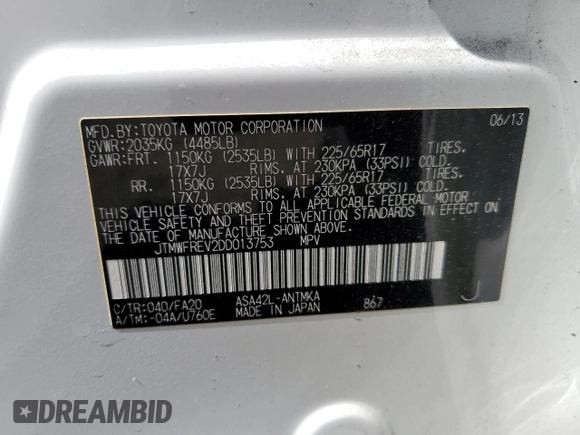 MFD.BY:TOYOTA MOTOR CORPORATION 06/13
GVWR:2035KG (4485LB)
GAWR:FRT. 1150KG (2535LB) WITH 225/65R17 TIRES.
17X7J RIMS. AT 230KPA (33PSI) COLD.
RR. 1150KG (2535LB) WITH 225/65R17 TIRES.
17X7J RIMS. AT 230KPA (33PSI) COLD.
THIS VEHICLE CONFORMS TO ALL APPLICABLE FEDERAL MOTOR
VEHICLE SAFETY AND THEFT PREVENTION STANDARDS IN EFFECT ON
THE DATE OF MANUFACTURE SHOWN ABOVE.
JTMWFREV2DD013753 MPV
C/TR:040/FA20 ASA42L-ANTMKA 867 J
A/TM:-04A/U760E MADE IN JAPAN
DREAMBID